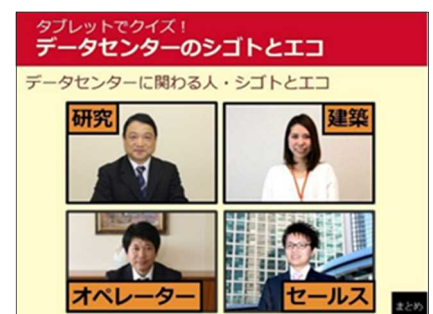 タブレットでクイズ！
データセンターのシゴトとエコ
データセンターに関わる人・シゴトとエコ
研究
建築
オペレーター
セールス
まとめ